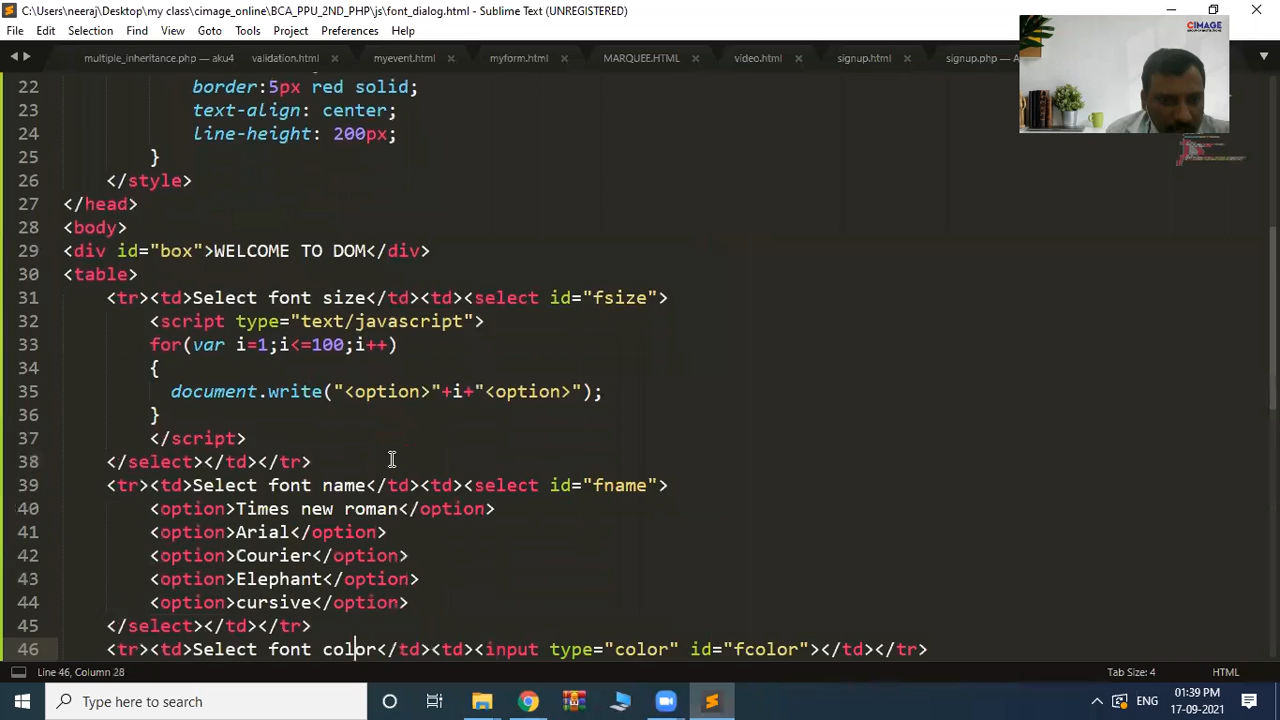 C:\Users\neeraj\Desktop\my class\cimage_online\BCA_PPU_2ND_PHP\js\font_dialog.html - Sublime Text (UNREGISTERED)
File Edit Selection Find View Goto Tools Project Preferences Help
multiple_inheritance.php — aku4 validation.html myevent.html myform.html MARQUEE.HTML video.html signup.html signup.php — A
CIMAGE
22 border:5px red solid;
23 text-align: center;
24 line-height: 200px;
25 }
26 </style>
27 </head>
28 <body>
29 <div id="box">WELCOME TO DOM</div>
30 <table>
31 <tr><td>Select font size</td><td><select id="fsize">
32 <script type="text/javascript">
33 for(var i=1;i<=100;i++)
34 {
35 document.write("<option>"+i+"<option>");
36 }
37 </script>
38 </select></td></tr>
39 <tr><td>Select font name</td><td><select id="fname">
40 <option>Times new roman</option>
41 <option>Arial</option>
42 <option>Courier</option>
43 <option>Elephant</option>
44 <option>cursive</option>
45 </select></td></tr>
46 <tr><td>Select font color</td><td><input type="color" id="fcolor"></td></tr>
Line 46, Column 28 Tab Size: 4 HTML
Type here to search
ENG
01:39 PM
17-09-2021